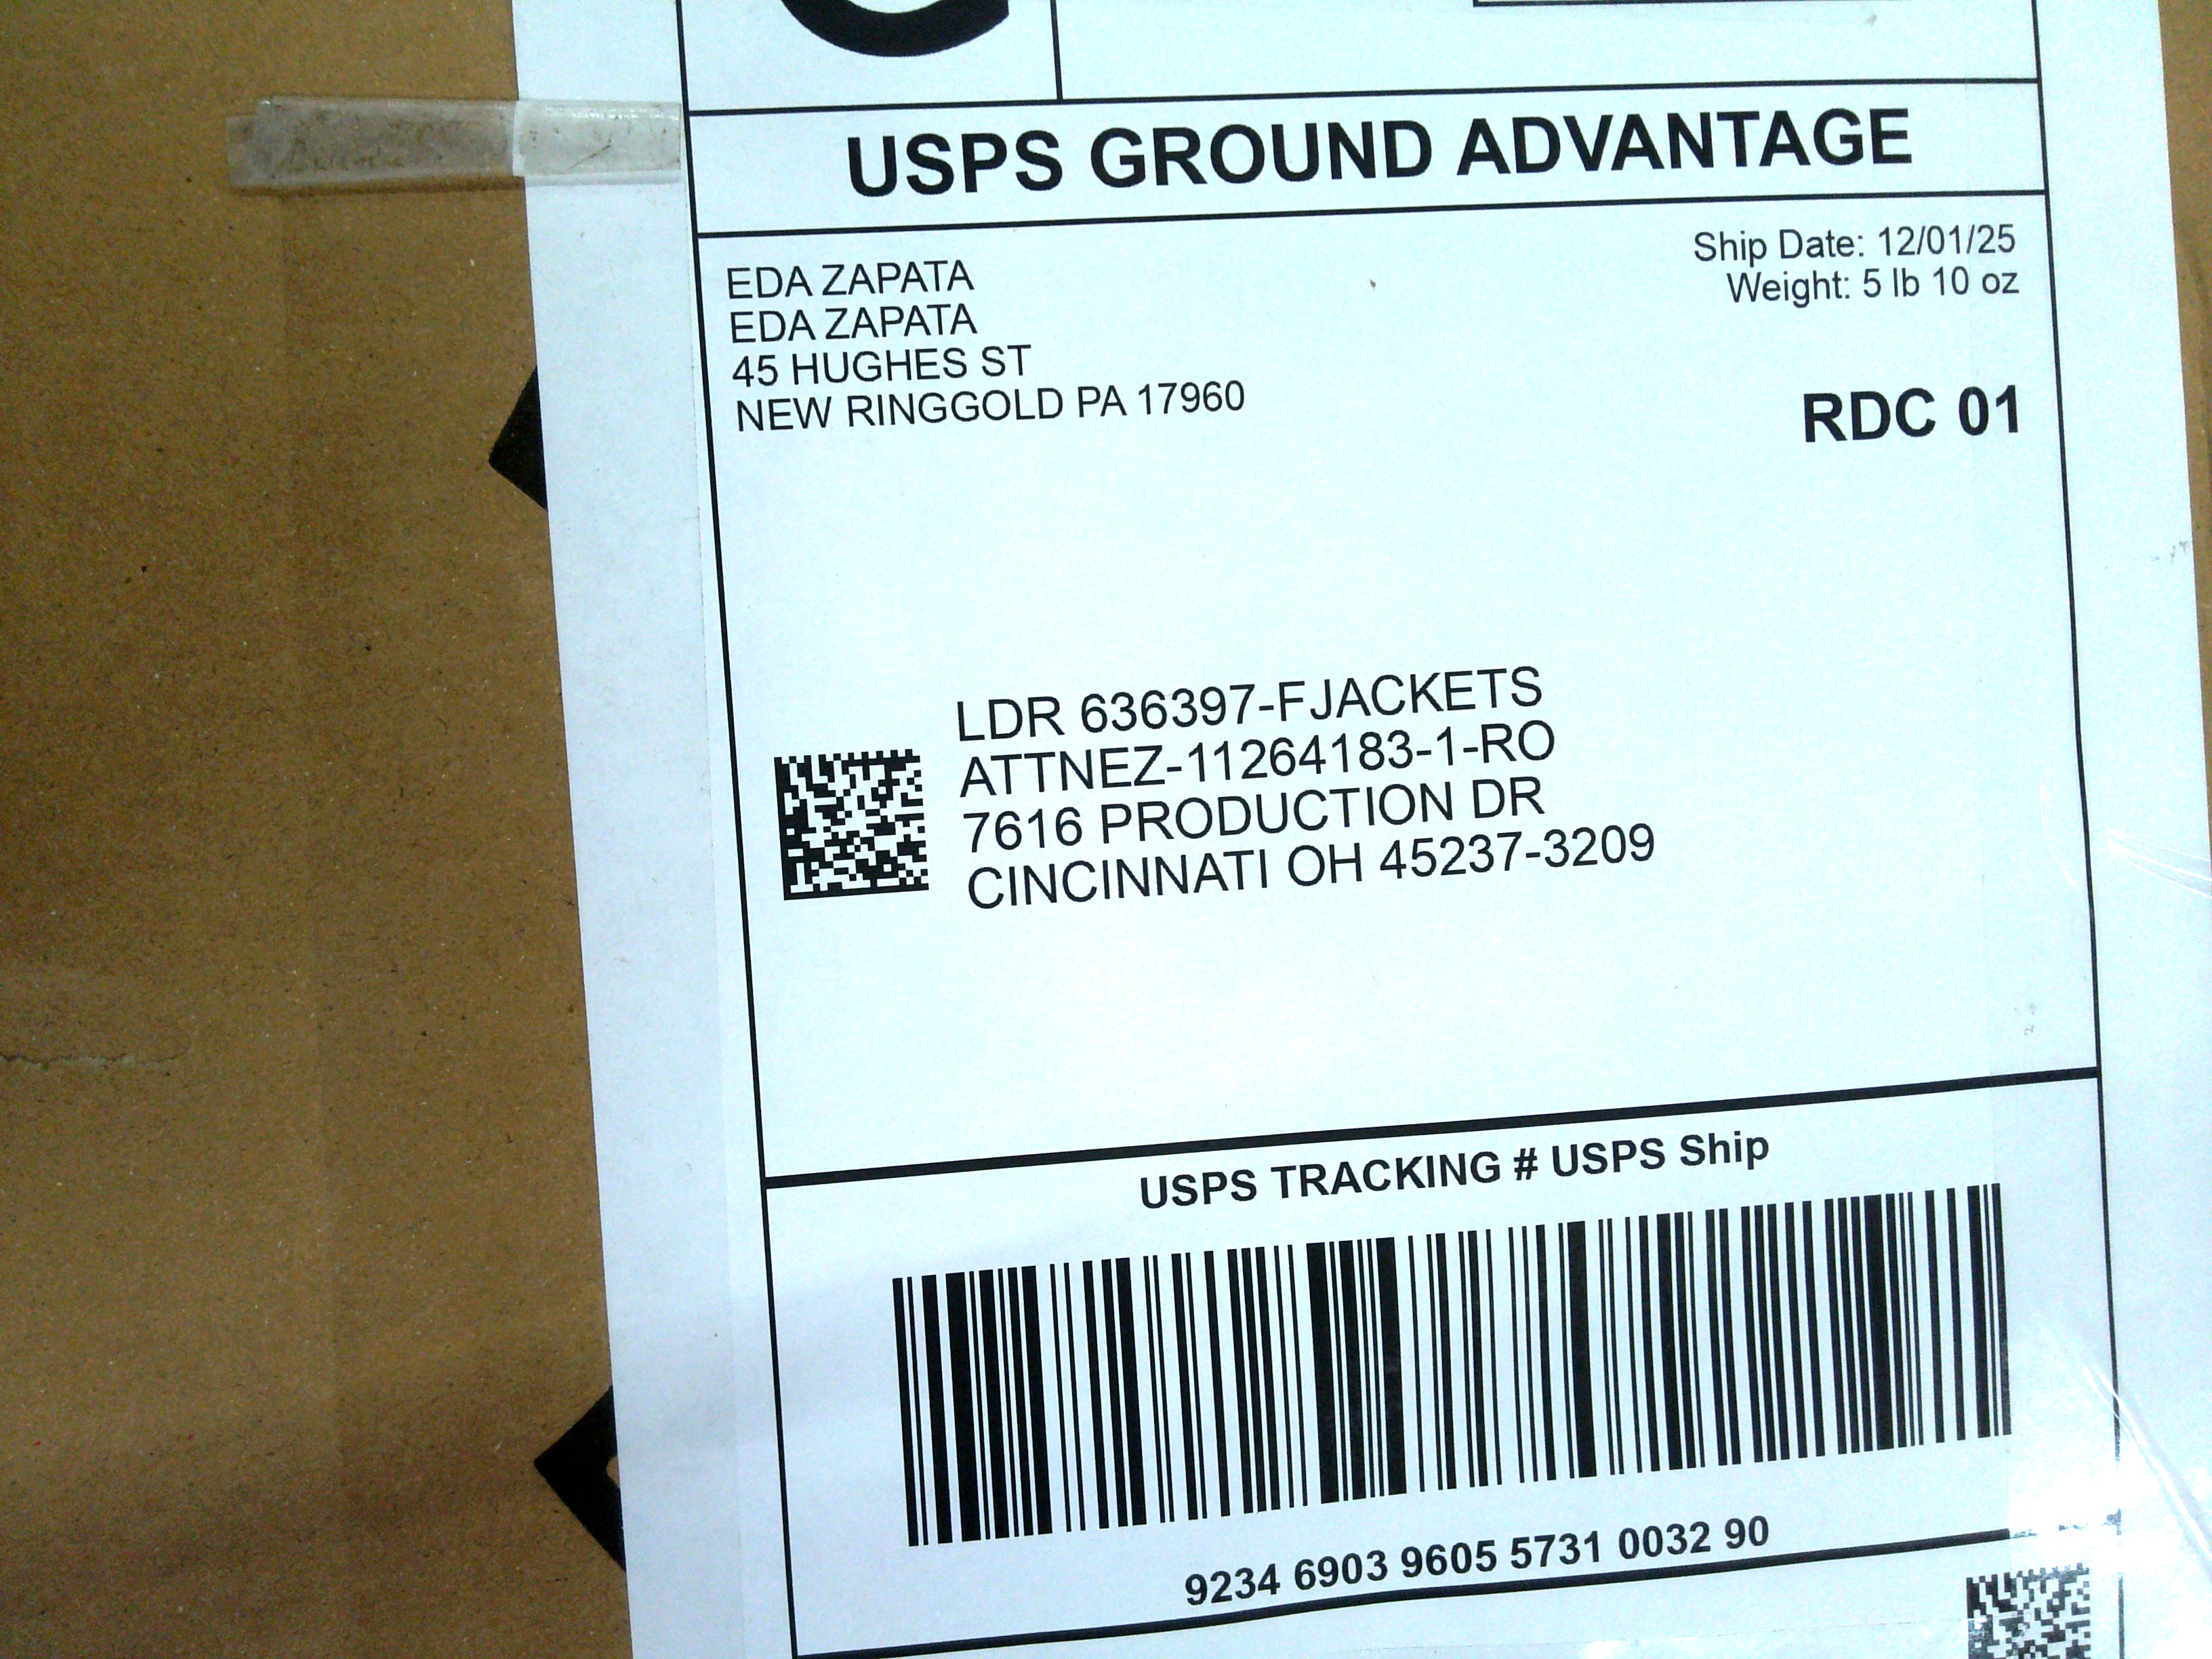 USPS GROUND ADVANTAGE
EDA ZAPATA
EDA ZAPATA
45 HUGHES ST
NEW RINGGOLD PA 17960
Ship Date: 12/01/25
Weight: 5 lb 10 oz
RDC 01
LDR 636397-FJACKETS
ATTNEZ-11264183-1-RO
7616 PRODUCTION DR
CINCINNATI OH 45237-3209
USPS TRACKING # USPS Ship
9234 6903 9605 5731 0032 90